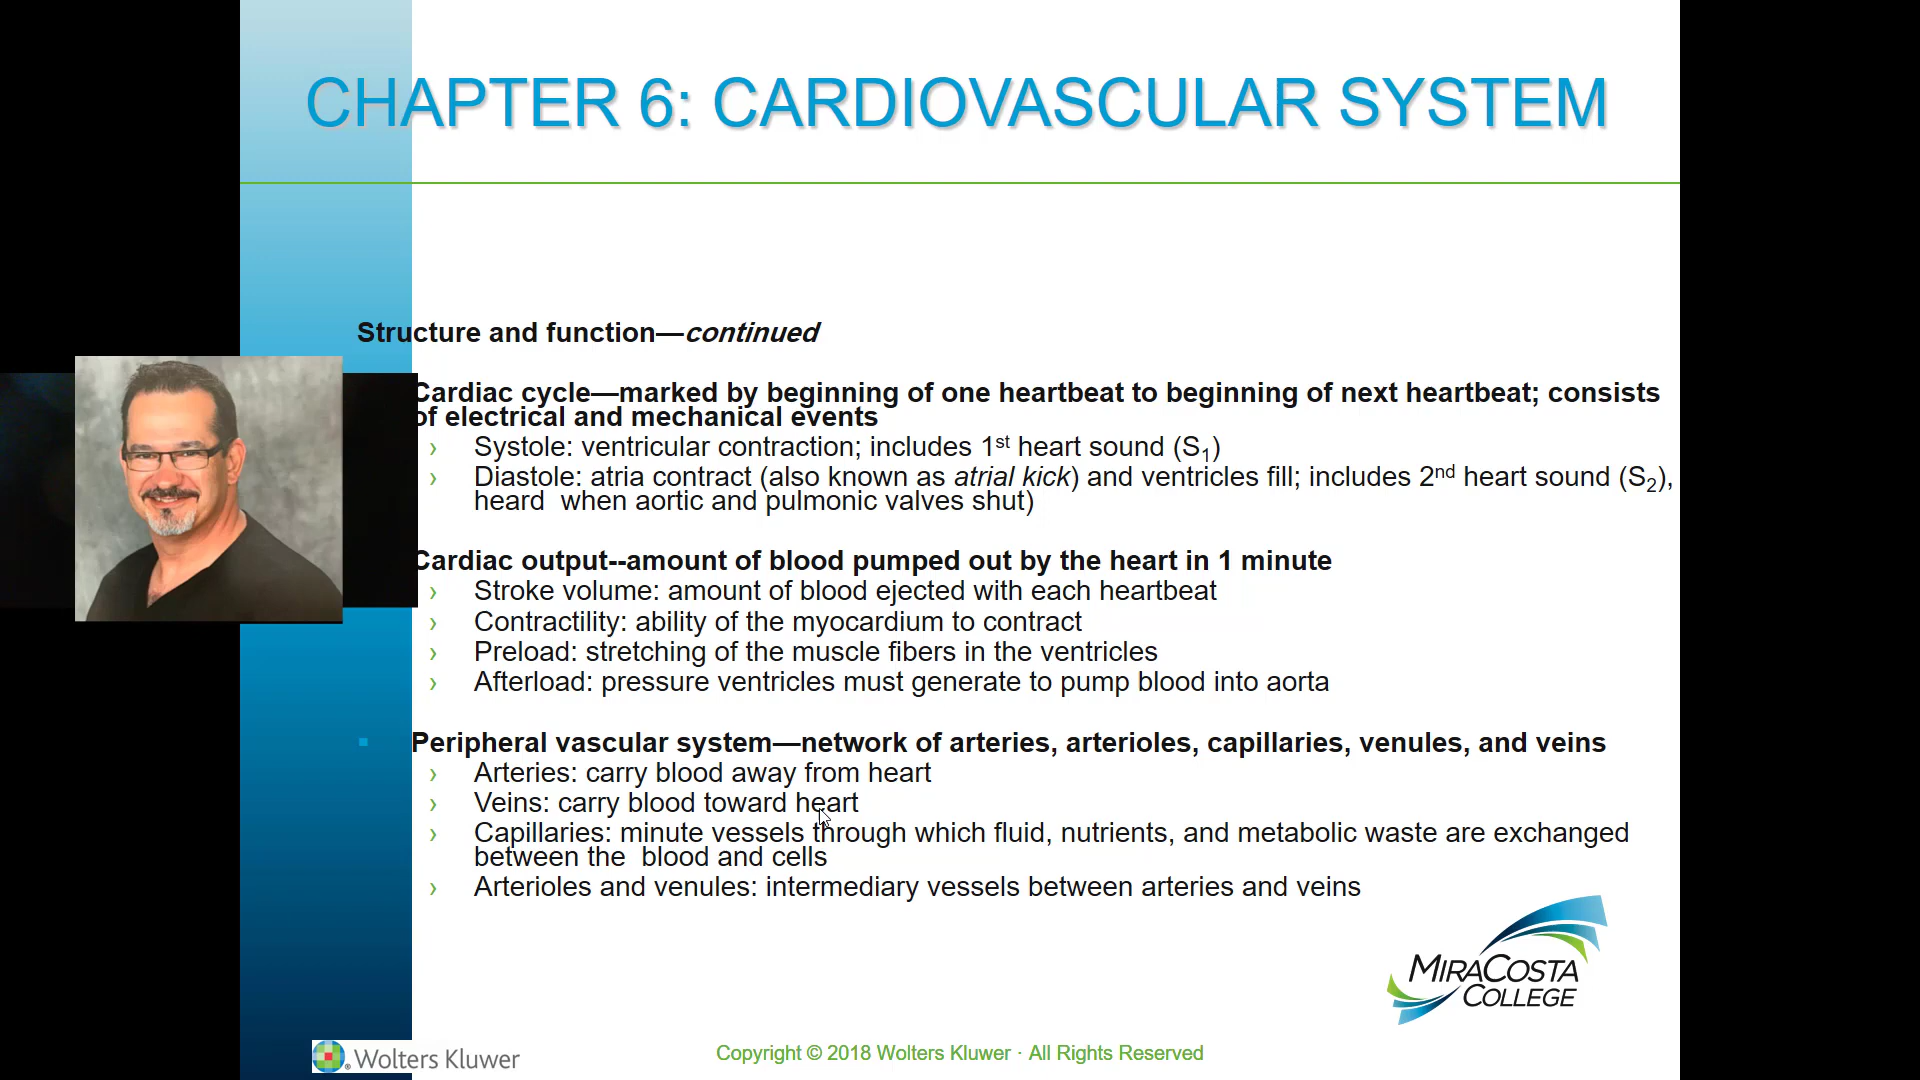 CHAPTER 6: CARDIOVASCULAR SYSTEM
Structure and function—continued
Cardiac cycle—marked by beginning of one heartbeat to beginning of next heartbeat; consists
of electrical and mechanical events
› Systole: ventricular contraction; includes 1st heart sound (S1)
› Diastole: atria contract (also known as atrial kick) and ventricles fill; includes 2nd heart sound (S2),
heard when aortic and pulmonic valves shut)
Cardiac output--amount of blood pumped out by the heart in 1 minute
› Stroke volume: amount of blood ejected with each heartbeat
› Contractility: ability of the myocardium to contract
› Preload: stretching of the muscle fibers in the ventricles
› Afterload: pressure ventricles must generate to pump blood into aorta
▪ Peripheral vascular system—network of arteries, arterioles, capillaries, venules, and veins
› Arteries: carry blood away from heart
› Veins: carry blood toward heart
› Capillaries: minute vessels through which fluid, nutrients, and metabolic waste are exchanged
between the blood and cells
› Arterioles and venules: intermediary vessels between arteries and veins
MIRACOSTA
COLLEGE
Wolters Kluwer
Copyright © 2018 Wolters Kluwer · All Rights Reserved